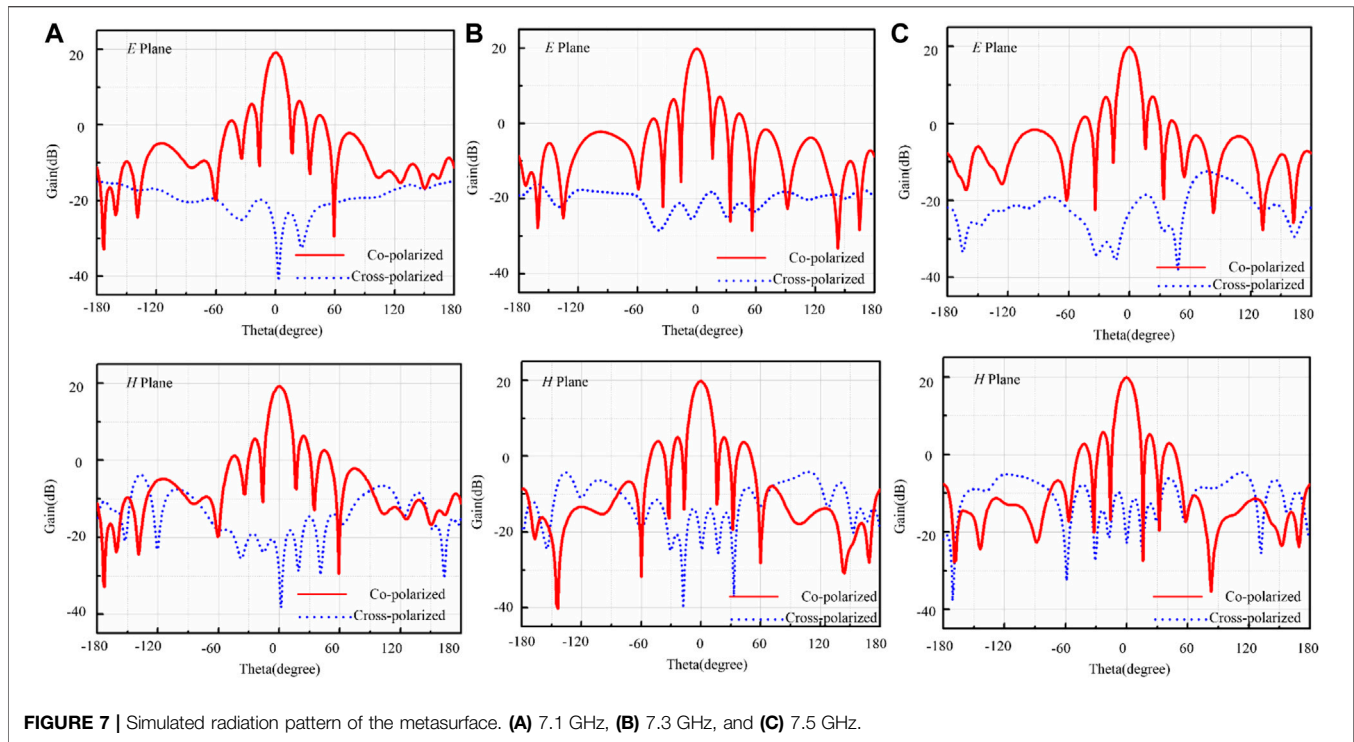 A
E Plane
20
0
-20
-40
Gain(dB)
Co-polarized
Cross-polarized
-180 -120 -60 0 60 120 180
Theta(degree)
B
E Plane
20
0
-20
-40
Gain(dB)
Co-polarized
Cross-polarized
-180 -120 -60 0 60 120 180
Theta(degree)
C
E Plane
20
0
-20
-40
Gain(dB)
Co-polarized
Cross-polarized
-180 -120 -60 0 60 120 180
Theta(degree)
H Plane
20
0
-20
-40
Gain(dB)
Co-polarized
Cross-polarized
-180 -120 -60 0 60 120 180
Theta(degree)
H Plane
20
0
-20
-40
Gain(dB)
Co-polarized
Cross-polarized
-180 -120 -60 0 60 120 180
Theta(degree)
H Plane
20
0
-20
-40
Gain(dB)
Co-polarized
Cross-polarized
-180 -120 -60 0 60 120 180
Theta(degree)
FIGURE 7 | Simulated radiation pattern of the metasurface. (A) 7.1 GHz, (B) 7.3 GHz, and (C) 7.5 GHz.